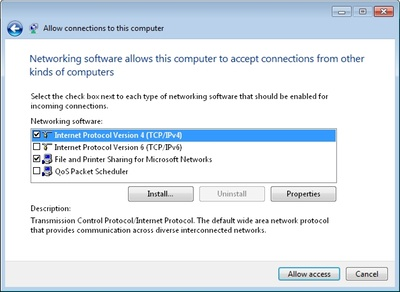 Allow connections to this computer
Networking software allows this computer to accept connections from other
kinds of computers
Select the check box next to each type of networking software that should be enabled for
incoming connections.
Networking software:
Internet Protocol Version 4 (TCP/IPv4)
Internet Protocol Version 6 (TCP/IPv6)
File and Printer Sharing for Microsoft Networks
QoS Packet Scheduler
Install... Uninstall Properties
Description:
Transmission Control Protocol/Internet Protocol. The default wide area network protocol
that provides communication across diverse interconnected networks.
Allow access Cancel